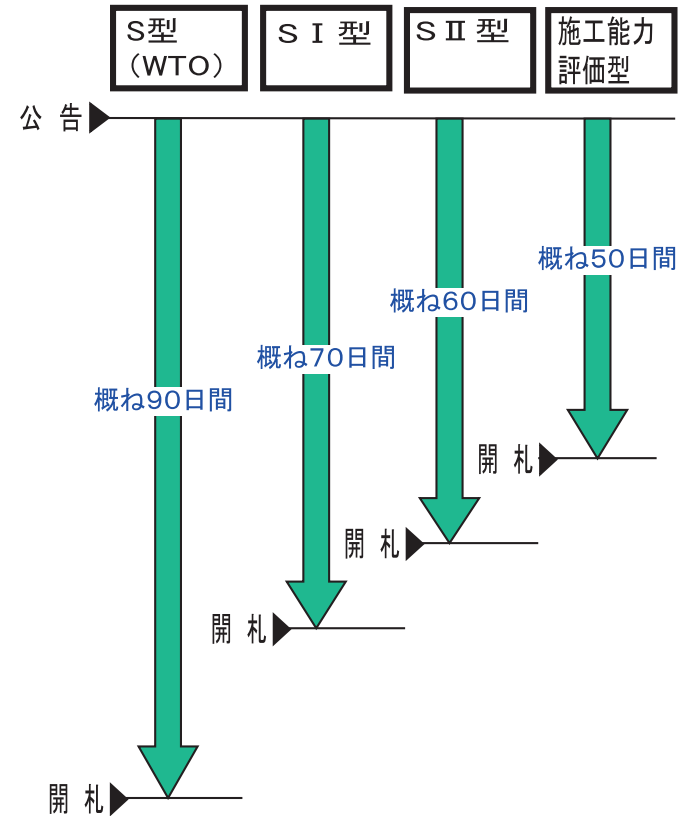 S型
（WTO）
SⅠ型
SⅡ型
施工能力
評価型
公 告
概ね50日間
概ね60日間
概ね70日間
概ね90日間
開 札
開 札
開 札
開 札